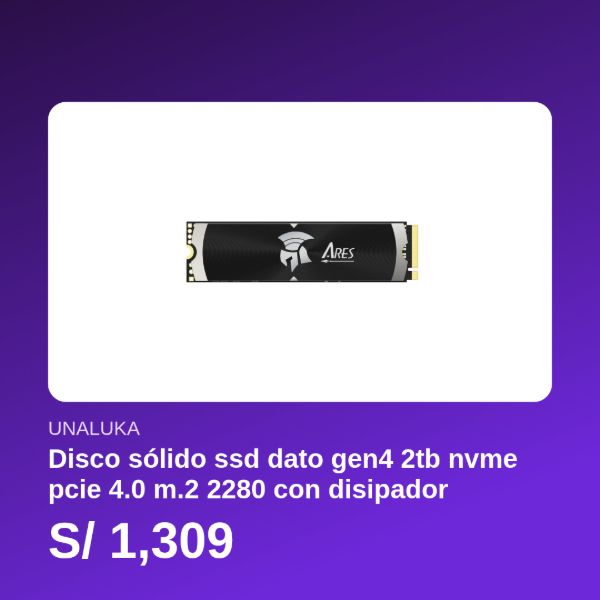 ARES
UNALUKA
Disco sólido ssd dato gen4 2tb nvme
pcie 4.0 m.2 2280 con disipador
S/ 1,309